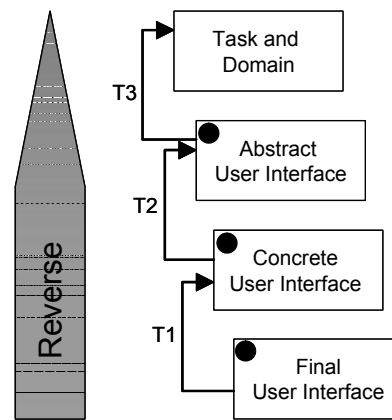 Task and
Domain
T3
Abstract
User Interface
T2
Concrete
User Interface
T1
Final
User Interface
Reverse